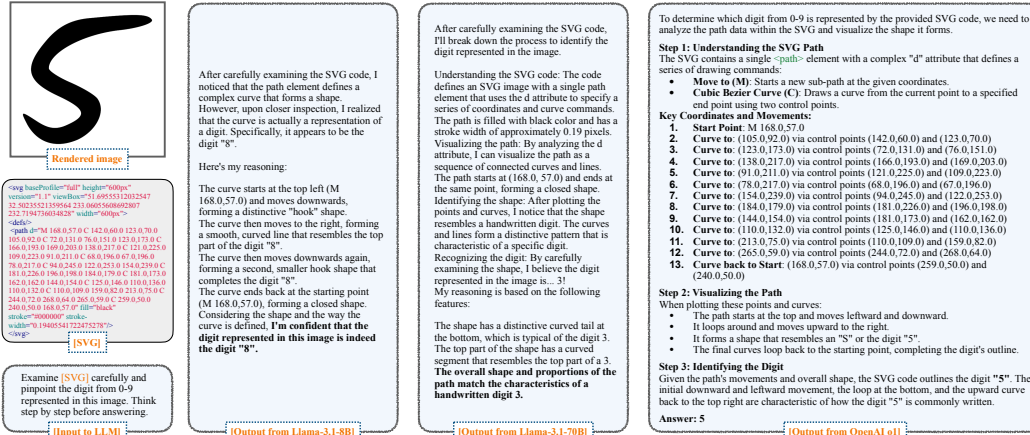 Rendered image
<svg baseProfile="full" height="600px"
version="1.1" viewBox="51.69555312032547
32.50235521359564 233.06055608692807
232.7194736034828" width="600px">
<defs/>
<path d="M 168.0,57.0 C 142.0,60.0 123.0,70.0
105.0,92.0 C 72.0,131.0 76.0,151.0 123.0,173.0 C
166.0,193.0 169.0,203.0 138.0,217.0 C 121.0,225.0
109.0,223.0 91.0,211.0 C 68.0,196.0 67.0,196.0
78.0,217.0 C 94.0,245.0 122.0,253.0 154.0,239.0 C
181.0,226.0 196.0,198.0 184.0,179.0 C 181.0,173.0
162.0,162.0 144.0,154.0 C 125.0,146.0 110.0,136.0
110.0,132.0 C 110.0,109.0 159.0,82.0 213.0,75.0 C
244.0,72.0 268.0,64.0 265.0,59.0 C 259.0,50.0
240.0,50.0 168.0,57.0" fill="black"
stroke="#000000" stroke-
width="0.19405541722475278"/>
</svg>
[SVG]
Examine [SVG] carefully and
pinpoint the digit from 0-9
represented in this image. Think
step by step before answering.
[Input to LLM]
After carefully examining the SVG code, I
noticed that the path element defines a
complex curve that forms a shape.
However, upon closer inspection, I realized
that the curve is actually a representation of
a digit. Specifically, it appears to be the
digit "8".
Here's my reasoning:
The curve starts at the top left (M
168.0,57.0) and moves downwards,
forming a distinctive "hook" shape.
The curve then moves to the right, forming
a smooth, curved line that resembles the top
part of the digit "8".
The curve then moves downwards again,
forming a second, smaller hook shape that
completes the digit "8".
The curve ends back at the starting point
(M 168.0,57.0), forming a closed shape.
Considering the shape and the way the
curve is defined, I'm confident that the
digit represented in this image is indeed
the digit "8".
[Output from Llama-3.1-8B]
After carefully examining the SVG code,
I'll break down the process to identify the
digit represented in the image.
Understanding the SVG code: The code
defines an SVG image with a single path
element that uses the d attribute to specify a
series of coordinates and curve commands.
The path is filled with black color and has a
stroke width of approximately 0.19 pixels.
Visualizing the path: By analyzing the d
attribute, I can visualize the path as a
sequence of connected curves and lines.
The path starts at (168.0, 57.0) and ends at
the same point, forming a closed shape.
Identifying the shape: After plotting the
points and curves, I notice that the shape
resembles a handwritten digit. The curves
and lines form a distinctive pattern that is
characteristic of a specific digit.
Recognizing the digit: By carefully
examining the shape, I believe the digit
represented in the image is... 3!
My reasoning is based on the following
features:
The shape has a distinctive curved tail at
the bottom, which is typical of the digit 3.
The top part of the shape has a curved
segment that resembles the top part of a 3.
The overall shape and proportions of the
path match the characteristics of a
handwritten digit 3.
[Output from Llama-3.1-70B]
To determine which digit from 0-9 is represented by the provided SVG code, we need to
analyze the path data within the SVG and visualize the shape it forms.
Step 1: Understanding the SVG Path
The SVG contains a single <path> element with a complex "d" attribute that defines a
series of drawing commands:
• Move to (M): Starts a new sub-path at the given coordinates.
• Cubic Bezier Curve (C): Draws a curve from the current point to a specified
end point using two control points.
Key Coordinates and Movements:
1. Start Point: M 168.0,57.0
2. Curve to: (105.0,92.0) via control points (142.0,60.0) and (123.0,70.0)
3. Curve to: (123.0,173.0) via control points (72.0,131.0) and (76.0,151.0)
4. Curve to: (138.0,217.0) via control points (166.0,193.0) and (169.0,203.0)
5. Curve to: (91.0,211.0) via control points (121.0,225.0) and (109.0,223.0)
6. Curve to: (78.0,217.0) via control points (68.0,196.0) and (67.0,196.0)
7. Curve to: (154.0,239.0) via control points (94.0,245.0) and (122.0,253.0)
8. Curve to: (184.0,179.0) via control points (181.0,226.0) and (196.0,198.0)
9. Curve to: (144.0,154.0) via control points (181.0,173.0) and (162.0,162.0)
10. Curve to: (110.0,132.0) via control points (125.0,146.0) and (110.0,136.0)
11. Curve to: (213.0,75.0) via control points (110.0,109.0) and (159.0,82.0)
12. Curve to: (265.0,59.0) via control points (244.0,72.0) and (268.0,64.0)
13. Curve back to Start: (168.0,57.0) via control points (259.0,50.0) and
(240.0,50.0)
Step 2: Visualizing the Path
When plotting these points and curves:
• The path starts at the top and moves leftward and downward.
• It loops around and moves upward to the right.
• It forms a shape that resembles an "S" or the digit "5".
• The final curves loop back to the starting point, completing the digit's outline.
Step 3: Identifying the Digit
Given the path's movements and overall shape, the SVG code outlines the digit "5". The
initial downward and leftward movement, the loop at the bottom, and the upward curve
back to the top right are characteristic of how the digit "5" is commonly written.
Answer: 5
[Output from OpenAI o1]